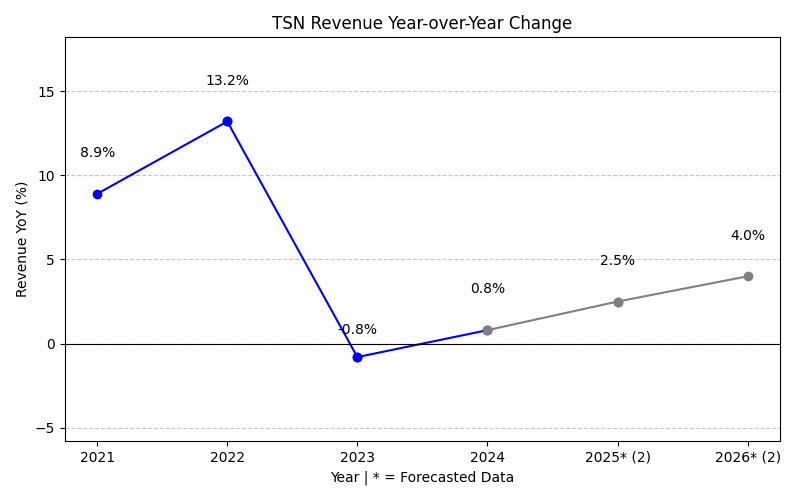 TSN Revenue Year-over-Year Change
13.2%
15
8.9%
10
4.0%
5
2.5%
0.8%
-0.8%
0
−5
Revenue YoY (%)
2021 2022 2023 2024 2025* (2) 2026* (2)
Year | * = Forecasted Data